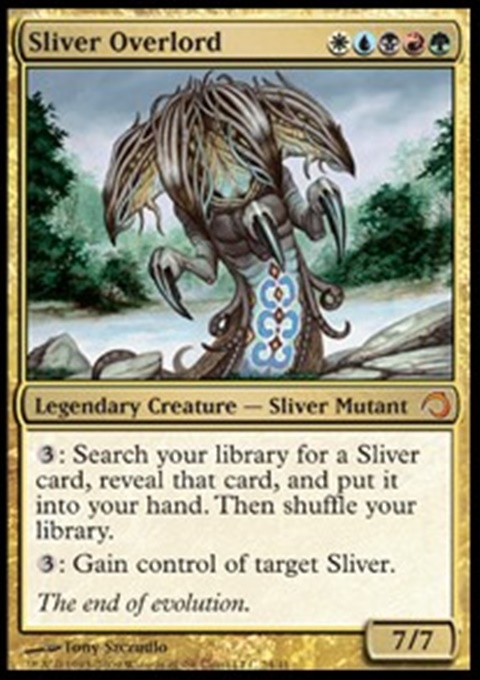 Sliver Overlord
Legendary Creature — Sliver Mutant
3: Search your library for a Sliver
card, reveal that card, and put it
into your hand. Then shuffle your
library.
3: Gain control of target Sliver.
The end of evolution.
Tony Szczudlo
7/7